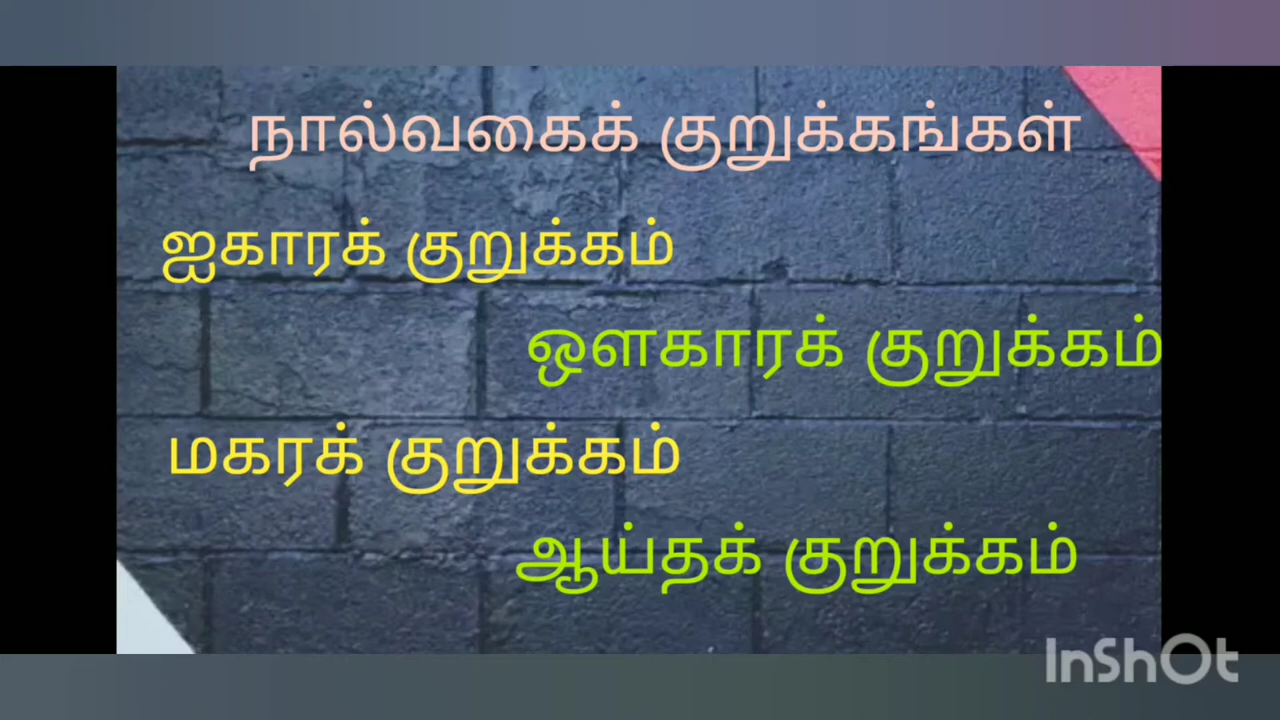 நால்வகைக் குறுக்கங்கள்
ஐகாரக் குறுக்கம்
ஔகாரக் குறுக்கம்
மகரக் குறுக்கம்
ஆய்தக் குறுக்கம்
InShOt